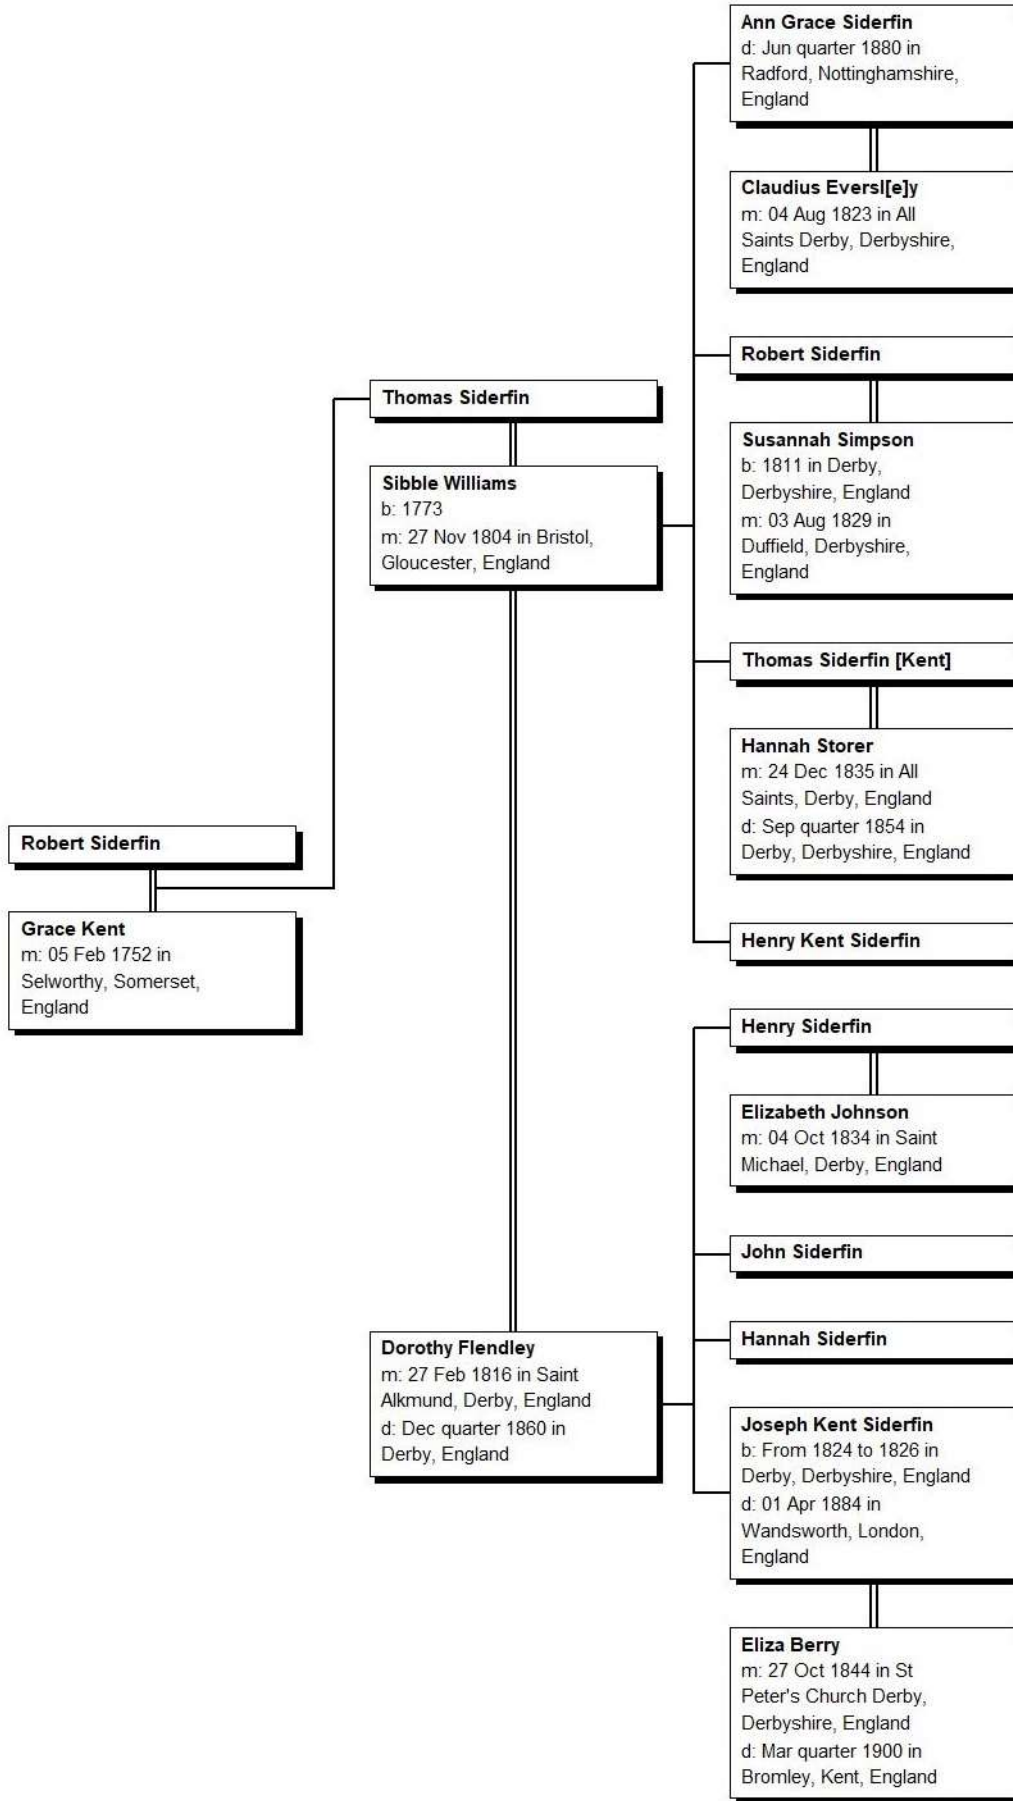 Robert Siderfin
Grace Kent
m: 05 Feb 1752 in
Selworthy, Somerset,
England
Thomas Siderfin
Sibble Williams
b: 1773
m: 27 Nov 1804 in Bristol,
Gloucester, England
Dorothy Flendley
m: 27 Feb 1816 in Saint
Alkmund, Derby, England
d: Dec quarter 1860 in
Derby, England
Ann Grace Siderfin
d: Jun quarter 1880 in
Radford, Nottinghamshire,
England
Claudius Eversl[e]y
m: 04 Aug 1823 in All
Saints Derby, Derbyshire,
England
Robert Siderfin
Susannah Simpson
b: 1811 in Derby,
Derbyshire, England
m: 03 Aug 1829 in
Duffield, Derbyshire,
England
Thomas Siderfin [Kent]
Hannah Storer
m: 24 Dec 1835 in All
Saints, Derby, England
d: Sep quarter 1854 in
Derby, Derbyshire, England
Henry Kent Siderfin
Henry Siderfin
Elizabeth Johnson
m: 04 Oct 1834 in Saint
Michael, Derby, England
John Siderfin
Hannah Siderfin
Joseph Kent Siderfin
b: From 1824 to 1826 in
Derby, Derbyshire, England
d: 01 Apr 1884 in
Wandsworth, London,
England
Eliza Berry
m: 27 Oct 1844 in St
Peter's Church Derby,
Derbyshire, England
d: Mar quarter 1900 in
Bromley, Kent, England